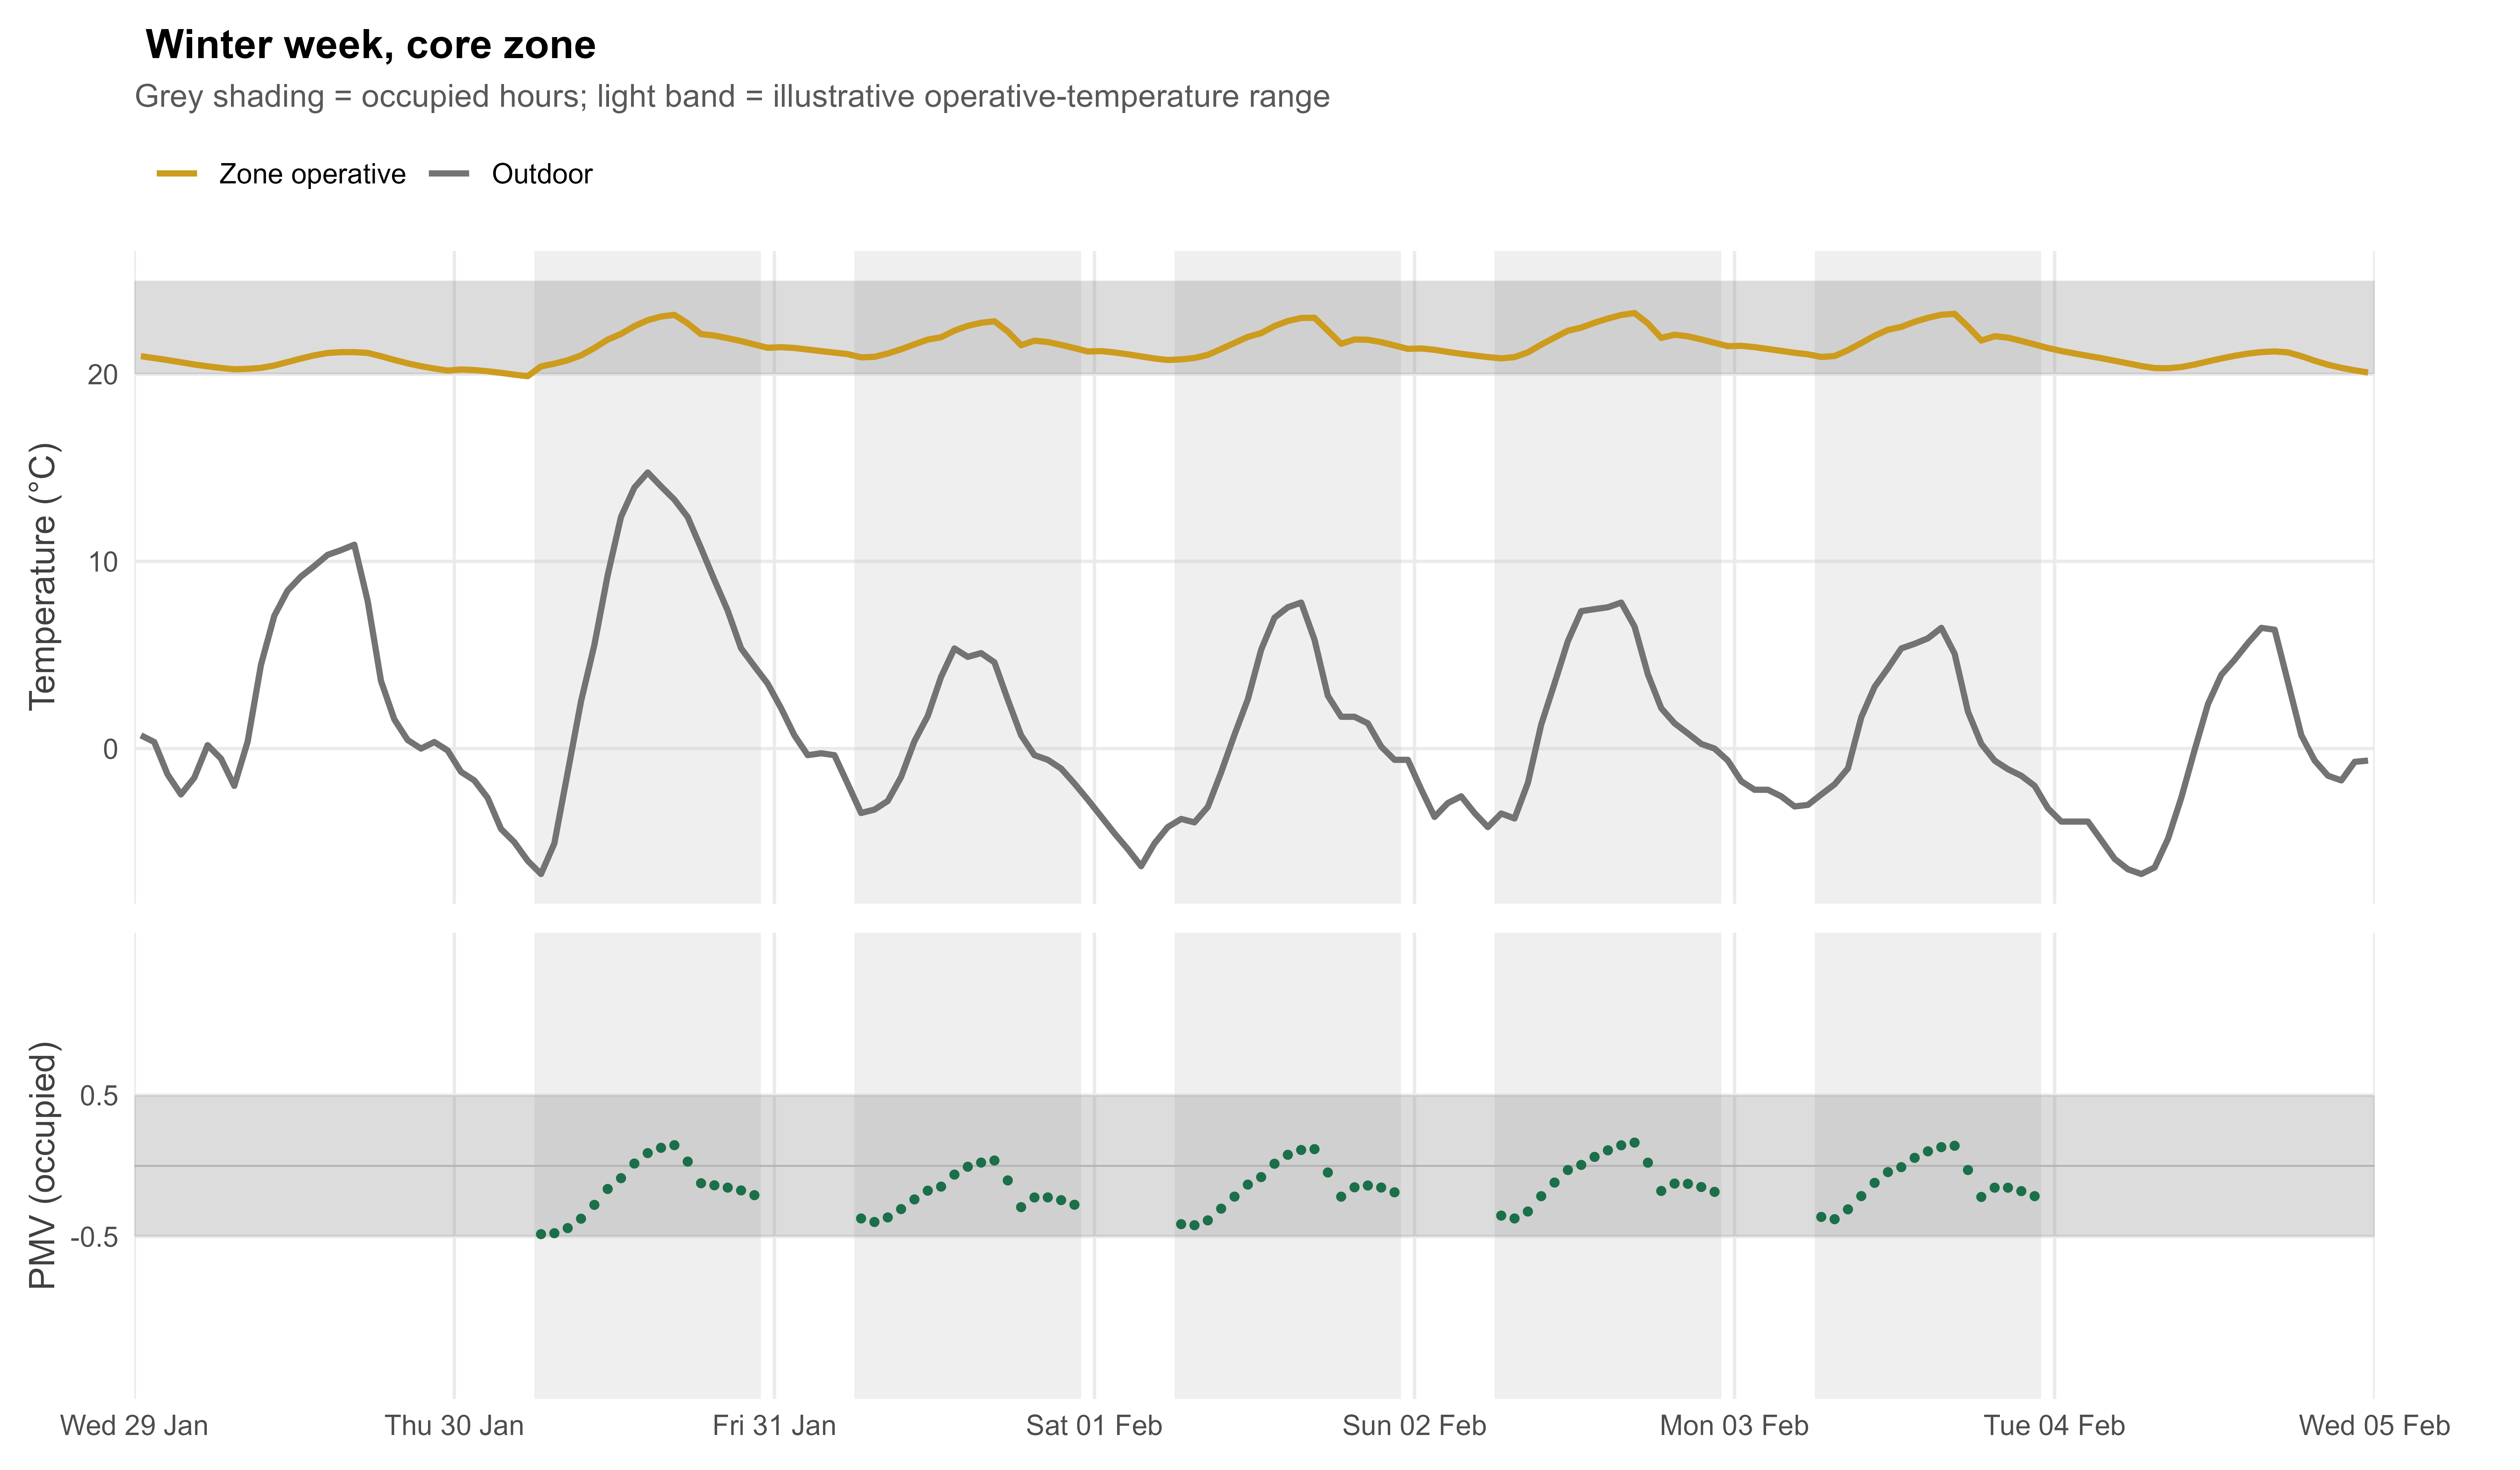 Winter week, core zone
Grey shading = occupied hours; light band = illustrative operative-temperature range
Zone operative
Outdoor
Temperature (°C)
20
10
0
PMV (occupied)
0.5
-0.5
Wed 29 Jan
Thu 30 Jan
Fri 31 Jan
Sat 01 Feb
Sun 02 Feb
Mon 03 Feb
Tue 04 Feb
Wed 05 Feb